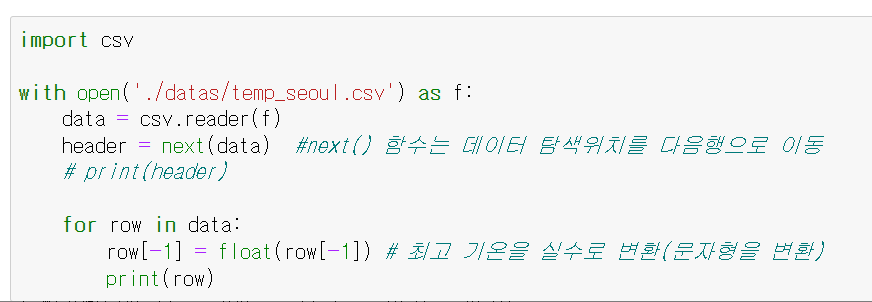 import csv
with open('./datas/temp_seoul.csv') as f:
data = csv.reader(f)
header = next(data) #next() 함수는 데이터 탐색위치를 다음행으로 이동
# print(header)
for row in data:
row[-1] = float(row[-1]) # 최고 기온을 실수로 변환(문자형을 변환)
print(row)